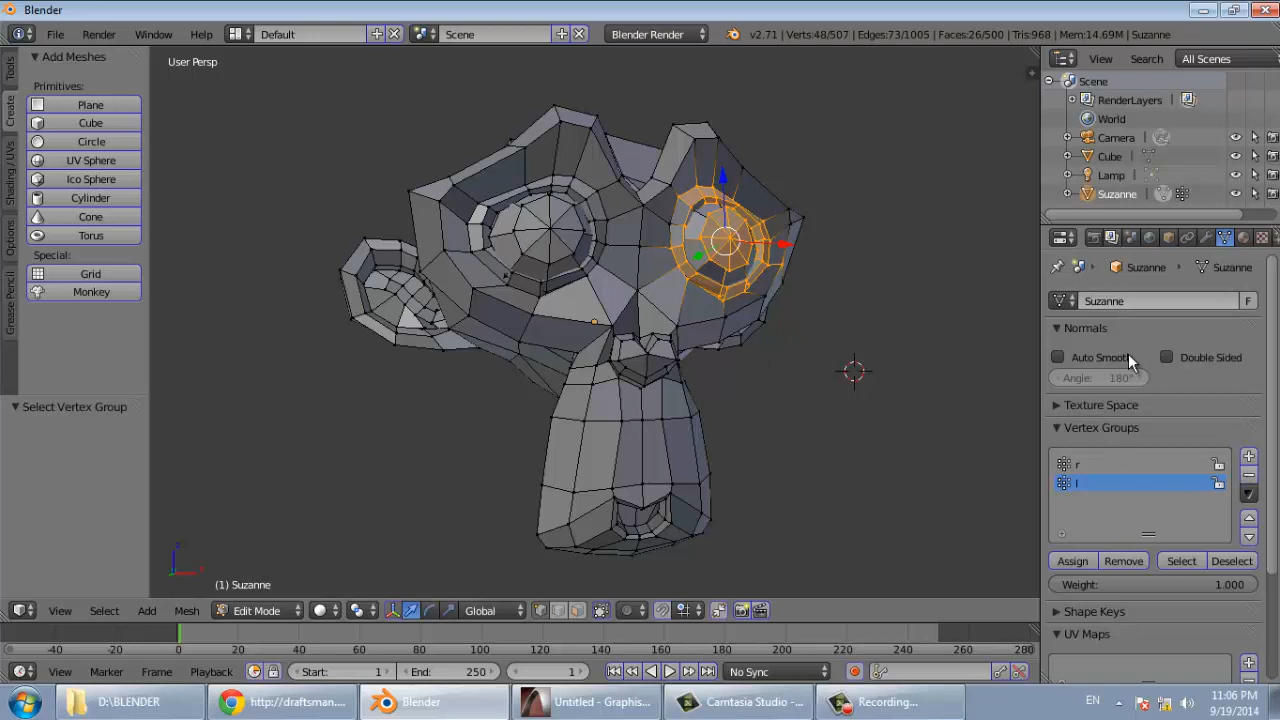 Blender
File Render Window Help Default Scene Blender Render v2.71 | Verts:48/507 | Edges:73/1005 | Faces:26/500 | Tris:968 | Mem:14.69M | Suzanne
Tools
Create
Shading / UVs
Options
Grease Pencil
Add Meshes
Primitives:
Plane
Cube
Circle
UV Sphere
Ico Sphere
Cylinder
Cone
Torus
Special:
Grid
Monkey
Select Vertex Group
User Persp
(1) Suzanne
View Select Add Mesh Edit Mode Global
-40 -20 0 20 40 60 80 100 120 140 160 180 200 220 240 260 280
View Marker Frame Playback Start: 1 End: 250 1 No Sync
View Search All Scenes
Scene
RenderLayers
World
Camera
Cube
Lamp
Suzanne
Suzanne Suzanne
Suzanne F
Normals
Auto Smooth Double Sided
Angle: 180°
Texture Space
Vertex Groups
r
l
Assign Remove Select Deselect
Weight: 1.000
Shape Keys
UV Maps
D:\BLENDER http://draftsman.... Blender Untitled - Graphis... Camtasia Studio -... Recording... EN 11:06 PM
9/19/2014